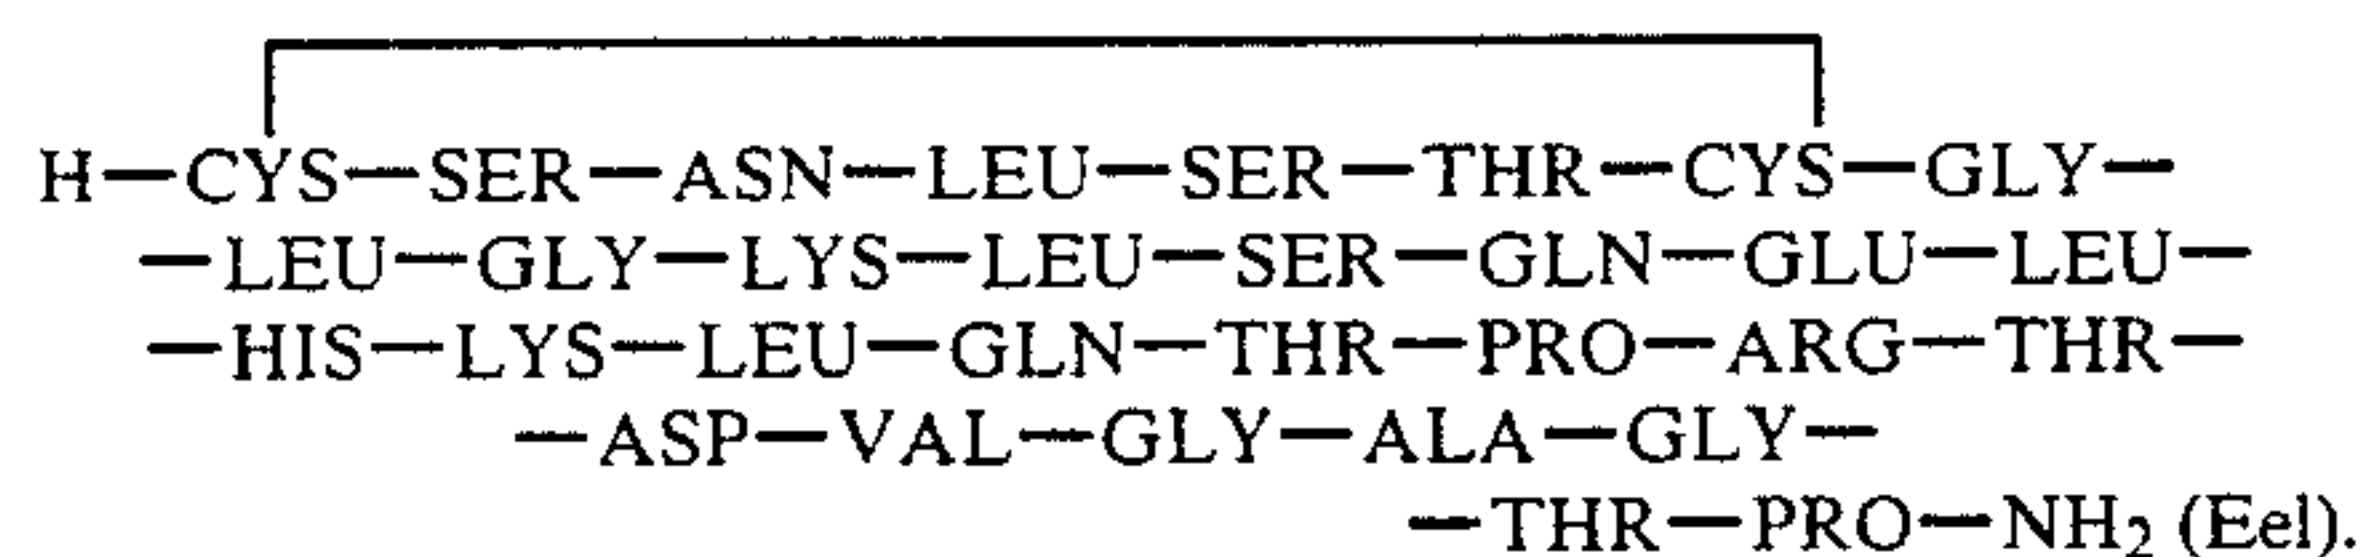 H—CYS—SER—ASN—LEU—SER—THR—CYS—GLY—
—LEU—GLY—LYS—LEU—SER—GLN—GLU—LEU—
—HIS—LYS—LEU—GLN—THR—PRO—ARG—THR—
—ASP—VAL—GLY—ALA—GLY—
—THR—PRO—NH₂ (Eel).